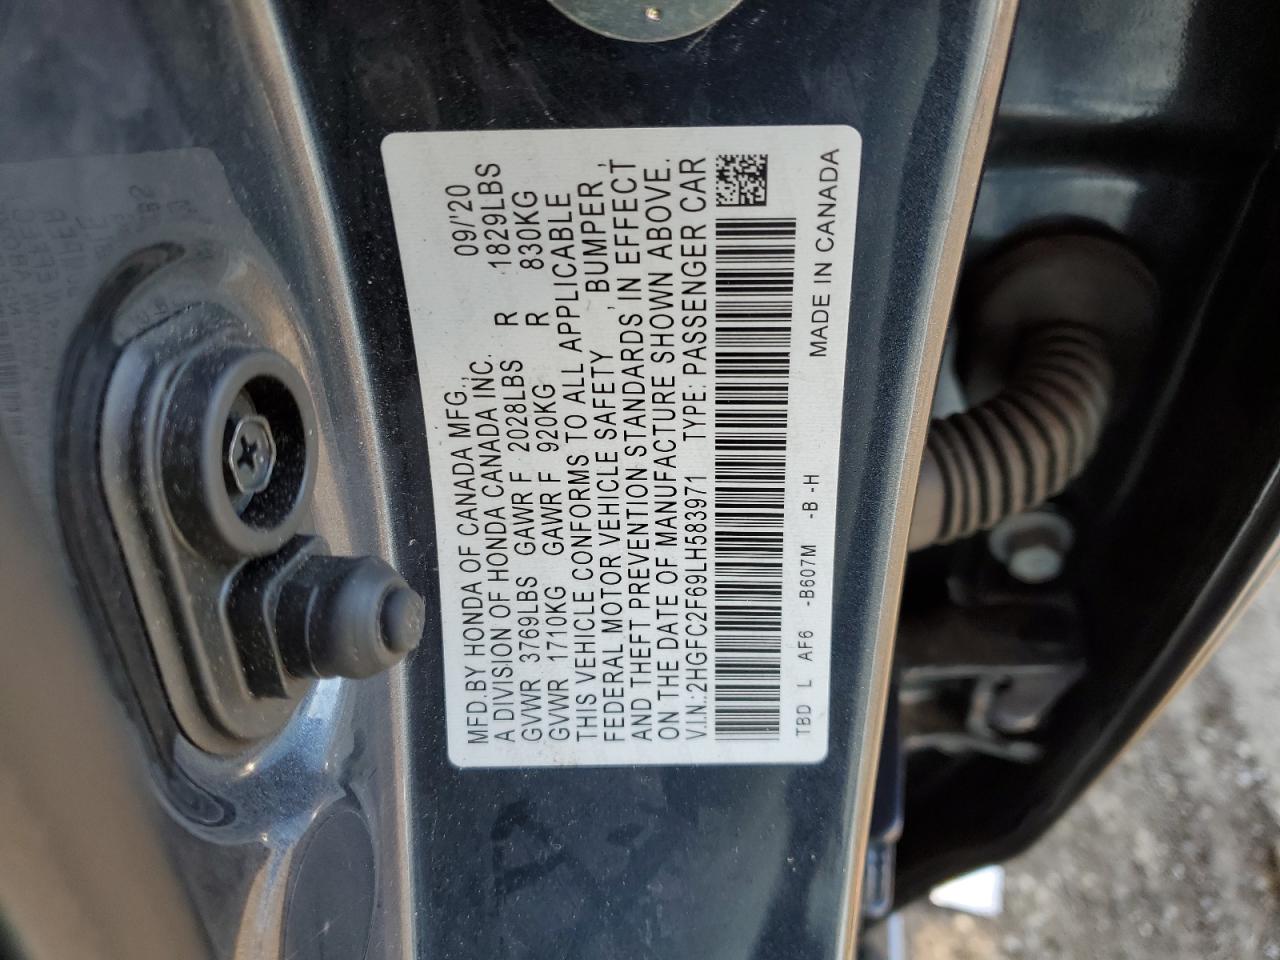 MFD.BY HONDA OF CANADA MFG., 09/'20
A DIVISION OF HONDA CANADA INC.
GVWR 3769LBS GAWR F 2028LBS R 1829LBS
GVWR 1710KG GAWR F 920KG R 830KG
THIS VEHICLE CONFORMS TO ALL APPLICABLE
FEDERAL MOTOR VEHICLE SAFETY , BUMPER ,
AND THEFT PREVENTION STANDARDS IN EFFECT
ON THE DATE OF MANUFACTURE SHOWN ABOVE.
V.I.N.:2HGFC2F69LH583971 TYPE: PASSENGER CAR
TBD L AF6 -B607M -B -H MADE IN CANADA